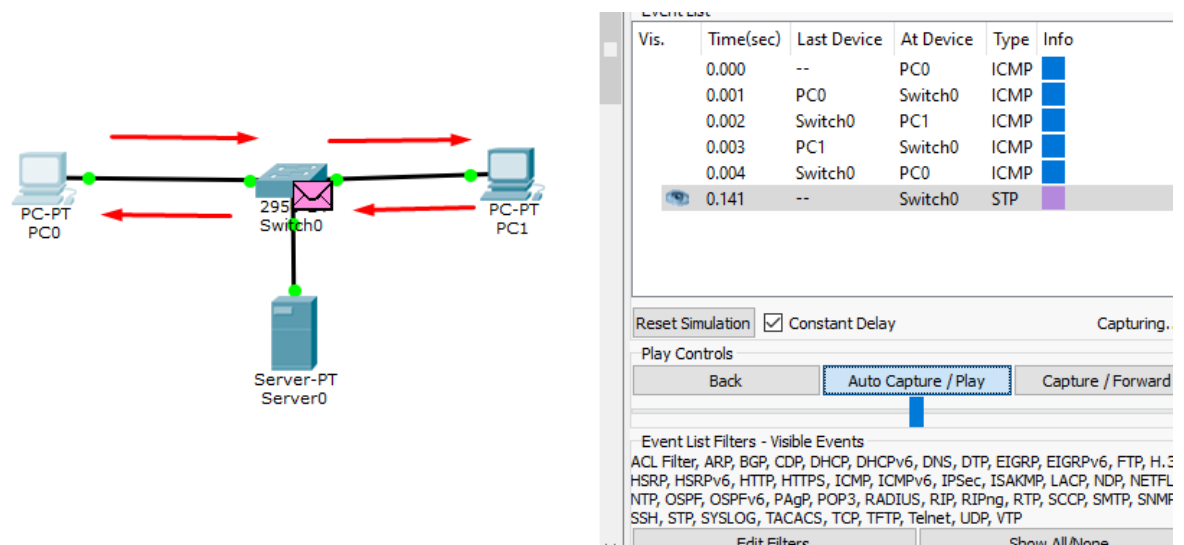 PC-PT
PC0
Switch0
PC-PT
PC1
Server-PT
Server0
Event List
Vis. Time(sec) Last Device At Device Type Info
0.000 -- PC0 ICMP
0.001 PC0 Switch0 ICMP
0.002 Switch0 PC1 ICMP
0.003 PC1 Switch0 ICMP
0.004 Switch0 PC0 ICMP
0.141 -- Switch0 STP
Reset Simulation Constant Delay Capturing..
Play Controls
Back Auto Capture / Play Capture / Forward
Event List Filters - Visible Events
ACL Filter, ARP, BGP, CDP, DHCP, DHCPv6, DNS, DTP, EIGRP, EIGRPv6, FTP, H.3
HSRP, HSRPv6, HTTP, HTTPS, ICMP, ICMPv6, IPSec, ISAKMP, LACP, NDP, NETFL
NTP, OSPF, OSPFv6, PAgP, POP3, RADIUS, RIP, RIPng, RTP, SCCP, SMTP, SNMP
SSH, STP, SYSLOG, TACACS, TCP, TFTP, Telnet, UDP, VTP
Edit Filters Show All/None